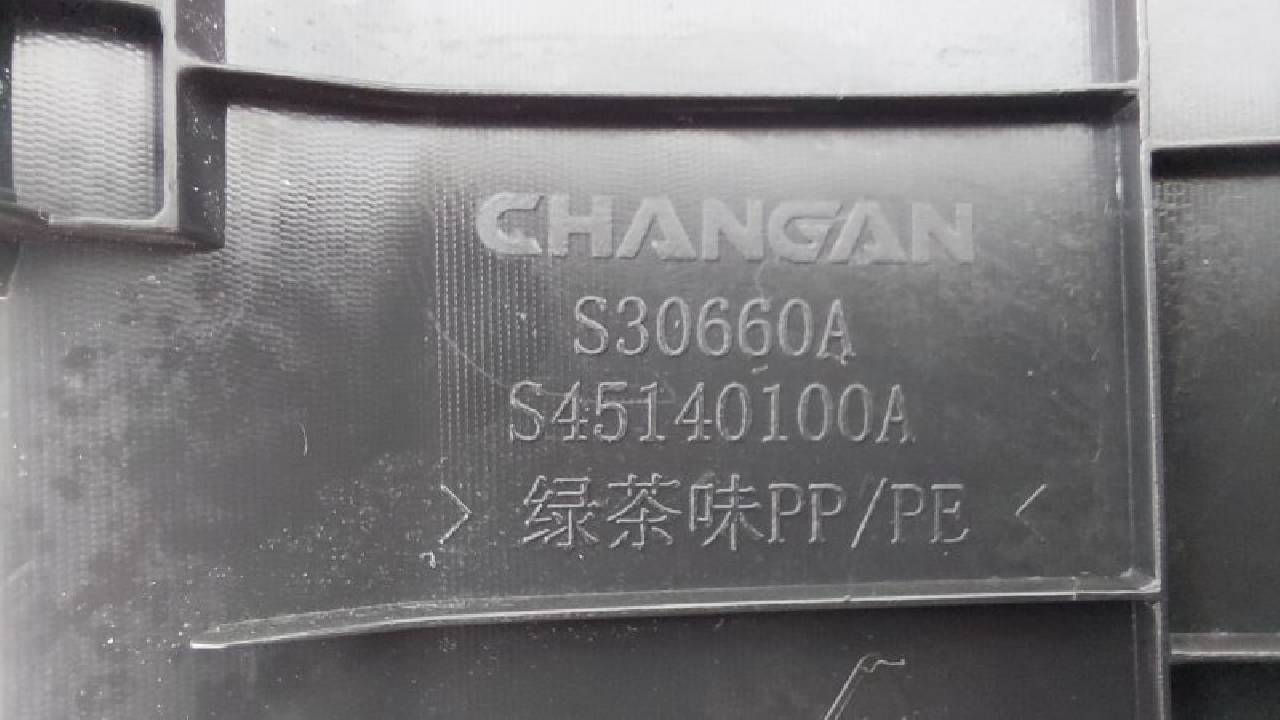 CHANGAN
S30660A
S45140100A
> 绿茶味PP/PE <